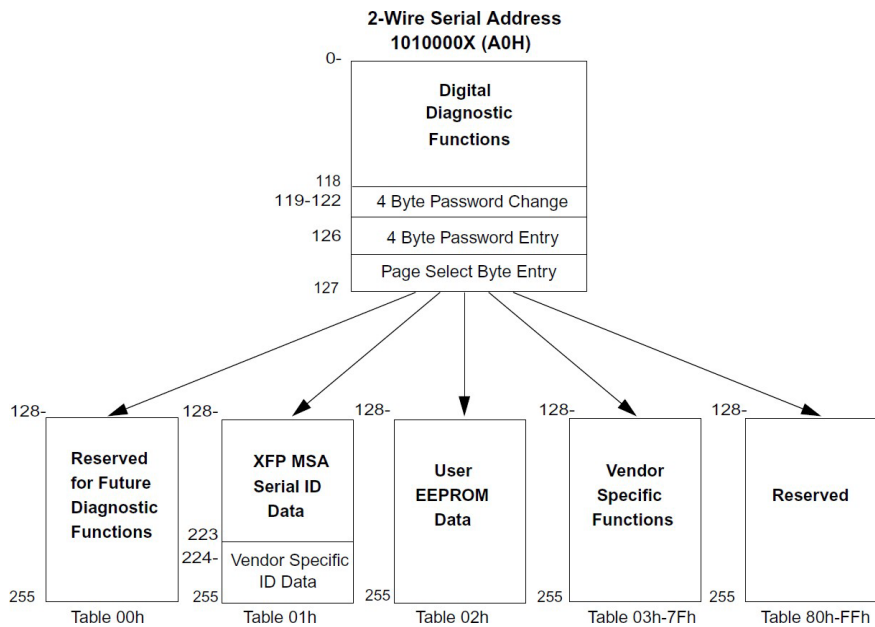 2-Wire Serial Address
1010000X (A0H)
0-
Digital
Diagnostic
Functions
118
119-122
4 Byte Password Change
126
4 Byte Password Entry
Page Select Byte Entry
127
128-
128-
128-
128-
128-
Reserved
for Future
Diagnostic
Functions
255
Table 00h
XFP MSA
Serial ID
Data
223
224-
Vendor Specific
ID Data
255
Table 01h
User
EEPROM
Data
255
Table 02h
Vendor
Specific
Functions
255
Table 03h-7Fh
Reserved
255
Table 80h-FFh